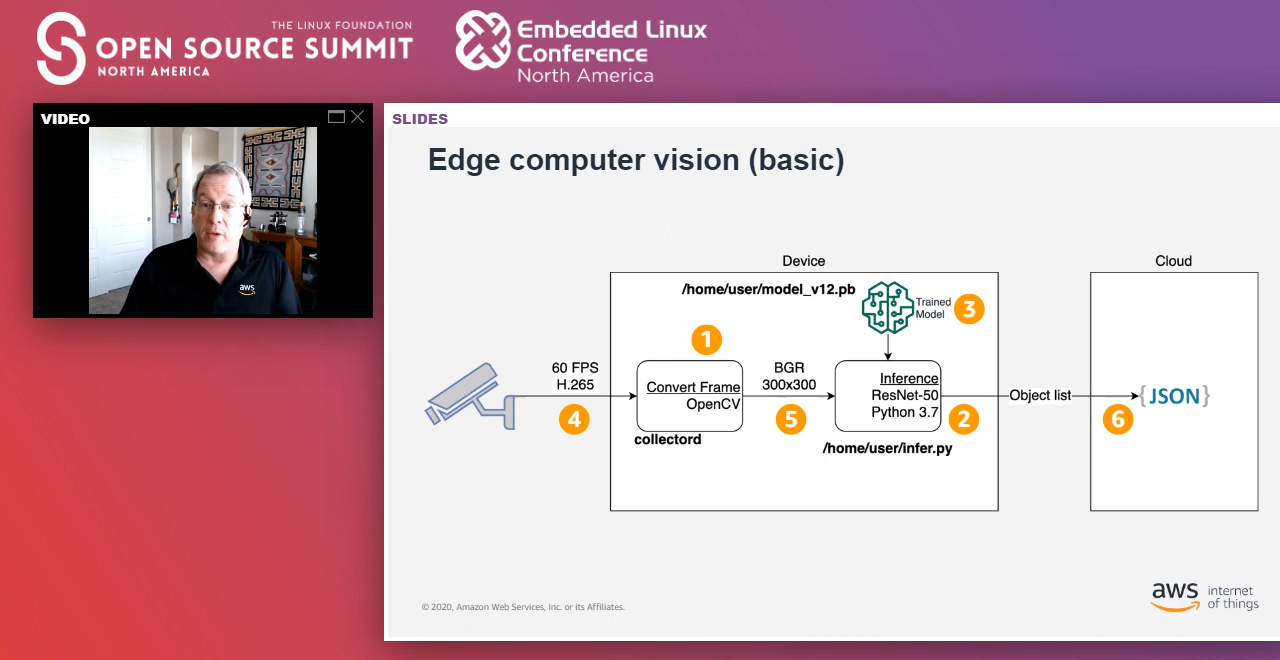 THE LINUX FOUNDATION
OPEN SOURCE SUMMIT
NORTH AMERICA
Embedded Linux
Conference
North America
VIDEO
aws
SLIDES
Edge computer vision (basic)
Device
Cloud
/home/user/model_v12.pb
Trained
Model
3
1
60 FPS
H.265
4
Convert Frame
OpenCV
collectord
BGR
300x300
5
Inference
ResNet-50
Python 3.7
2
/home/user/infer.py
Object list
6
{JSON}
© 2020, Amazon Web Services, Inc. or its Affiliates.
aws
internet
of things